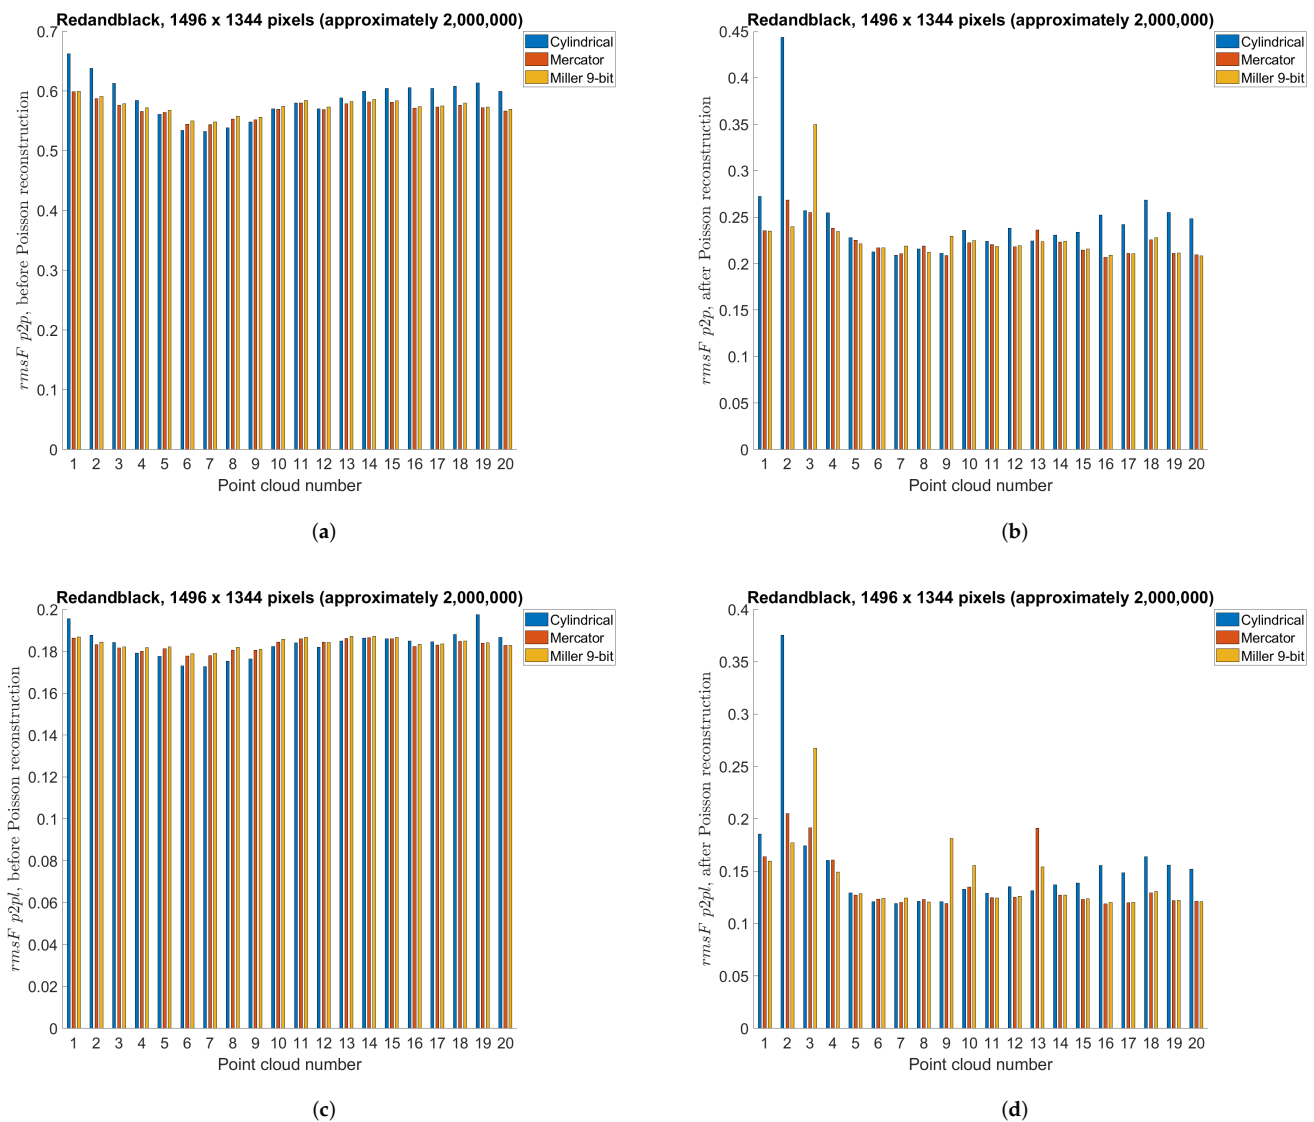 Redandblack, 1496 x 1344 pixels (approximately 2,000,000)
Cylindrical
Mercator
Miller 9-bit
rmsF p2p, before Poisson reconstruction
0.7
0.6
0.5
0.4
0.3
0.2
0.1
0
1 2 3 4 5 6 7 8 9 10 11 12 13 14 15 16 17 18 19 20
Point cloud number
(a)
Redandblack, 1496 x 1344 pixels (approximately 2,000,000)
Cylindrical
Mercator
Miller 9-bit
rmsF p2p, after Poisson reconstruction
0.45
0.4
0.35
0.3
0.25
0.2
0.15
0.1
0.05
0
1 2 3 4 5 6 7 8 9 10 11 12 13 14 15 16 17 18 19 20
Point cloud number
(b)
Redandblack, 1496 x 1344 pixels (approximately 2,000,000)
Cylindrical
Mercator
Miller 9-bit
rmsF p2pl, before Poisson reconstruction
0.2
0.18
0.16
0.14
0.12
0.1
0.08
0.06
0.04
0.02
0
1 2 3 4 5 6 7 8 9 10 11 12 13 14 15 16 17 18 19 20
Point cloud number
(c)
Redandblack, 1496 x 1344 pixels (approximately 2,000,000)
Cylindrical
Mercator
Miller 9-bit
rmsF p2pl, after Poisson reconstruction
0.4
0.35
0.3
0.25
0.2
0.15
0.1
0.05
0
1 2 3 4 5 6 7 8 9 10 11 12 13 14 15 16 17 18 19 20
Point cloud number
(d)